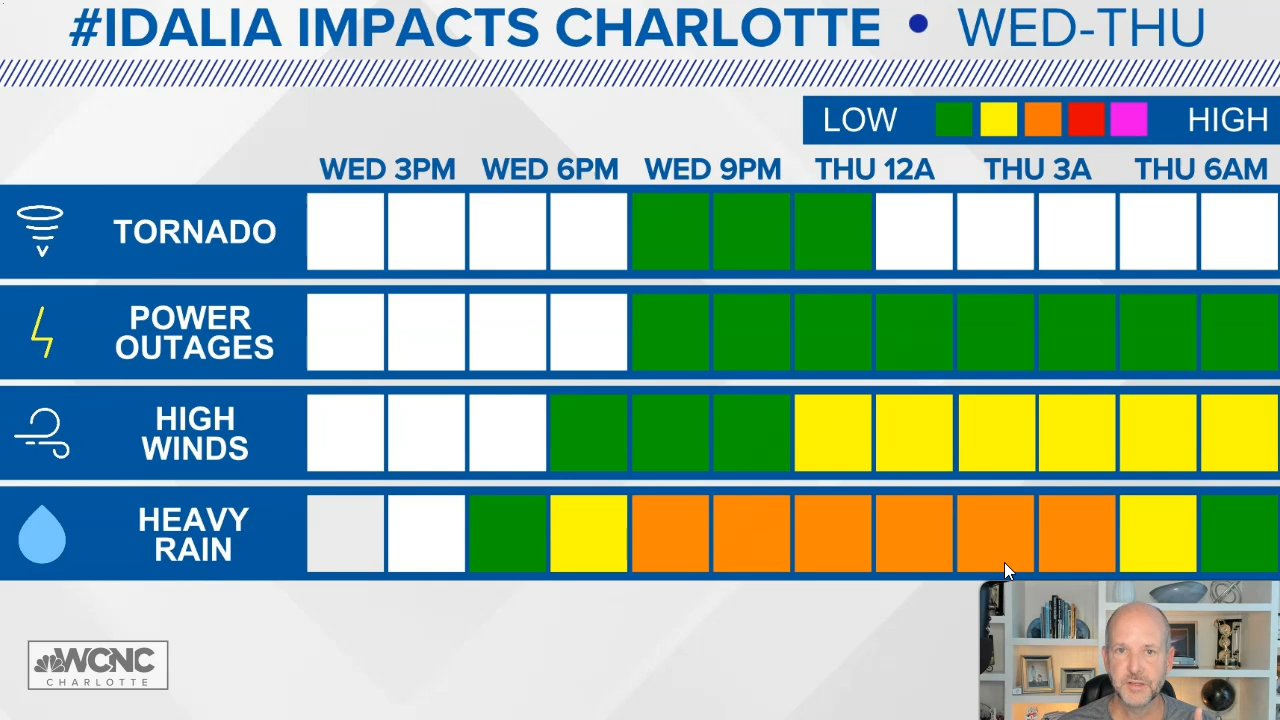 #IDALIA IMPACTS CHARLOTTE • WED-THU
LOW HIGH
WED 3PM WED 6PM WED 9PM THU 12A THU 3A THU 6AM
TORNADO
POWER
OUTAGES
HIGH
WINDS
HEAVY
RAIN
WCNC
CHARLOTTE